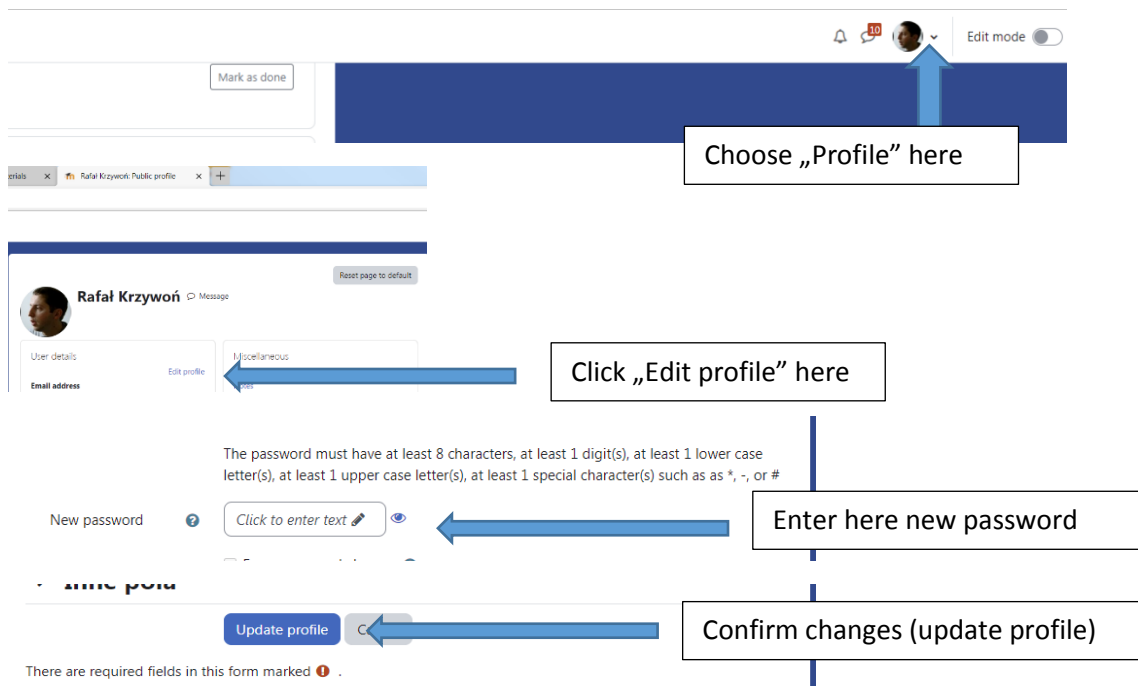 10
Edit mode
Mark as done
Choose „Profile” here
erials x Rafał Krzywoń: Public profile x +
Reset page to default
Rafał Krzywoń Message
User details
Miscellaneous
Edit profile
Click „Edit profile” here
Email address
The password must have at least 8 characters, at least 1 digit(s), at least 1 lower case
letter(s), at least 1 upper case letter(s), at least 1 special character(s) such as as *, -, or #
New password
Click to enter text
Enter here new password
Update profile
Confirm changes (update profile)
There are required fields in this form marked .